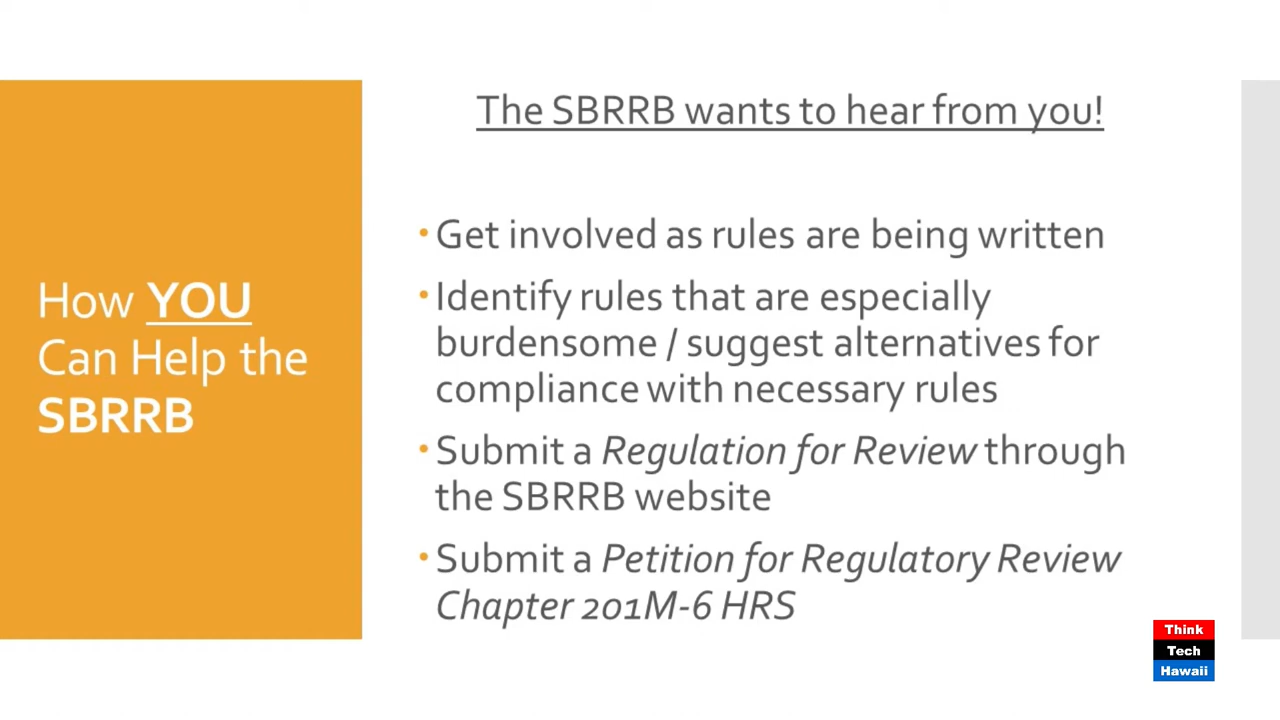 How YOU
Can Help the
SBRRB
The SBRRB wants to hear from you!
• Get involved as rules are being written
• Identify rules that are especially
burdensome / suggest alternatives for
compliance with necessary rules
• Submit a Regulation for Review through
the SBRRB website
• Submit a Petition for Regulatory Review
Chapter 201M-6 HRS
Think
Tech
Hawaii